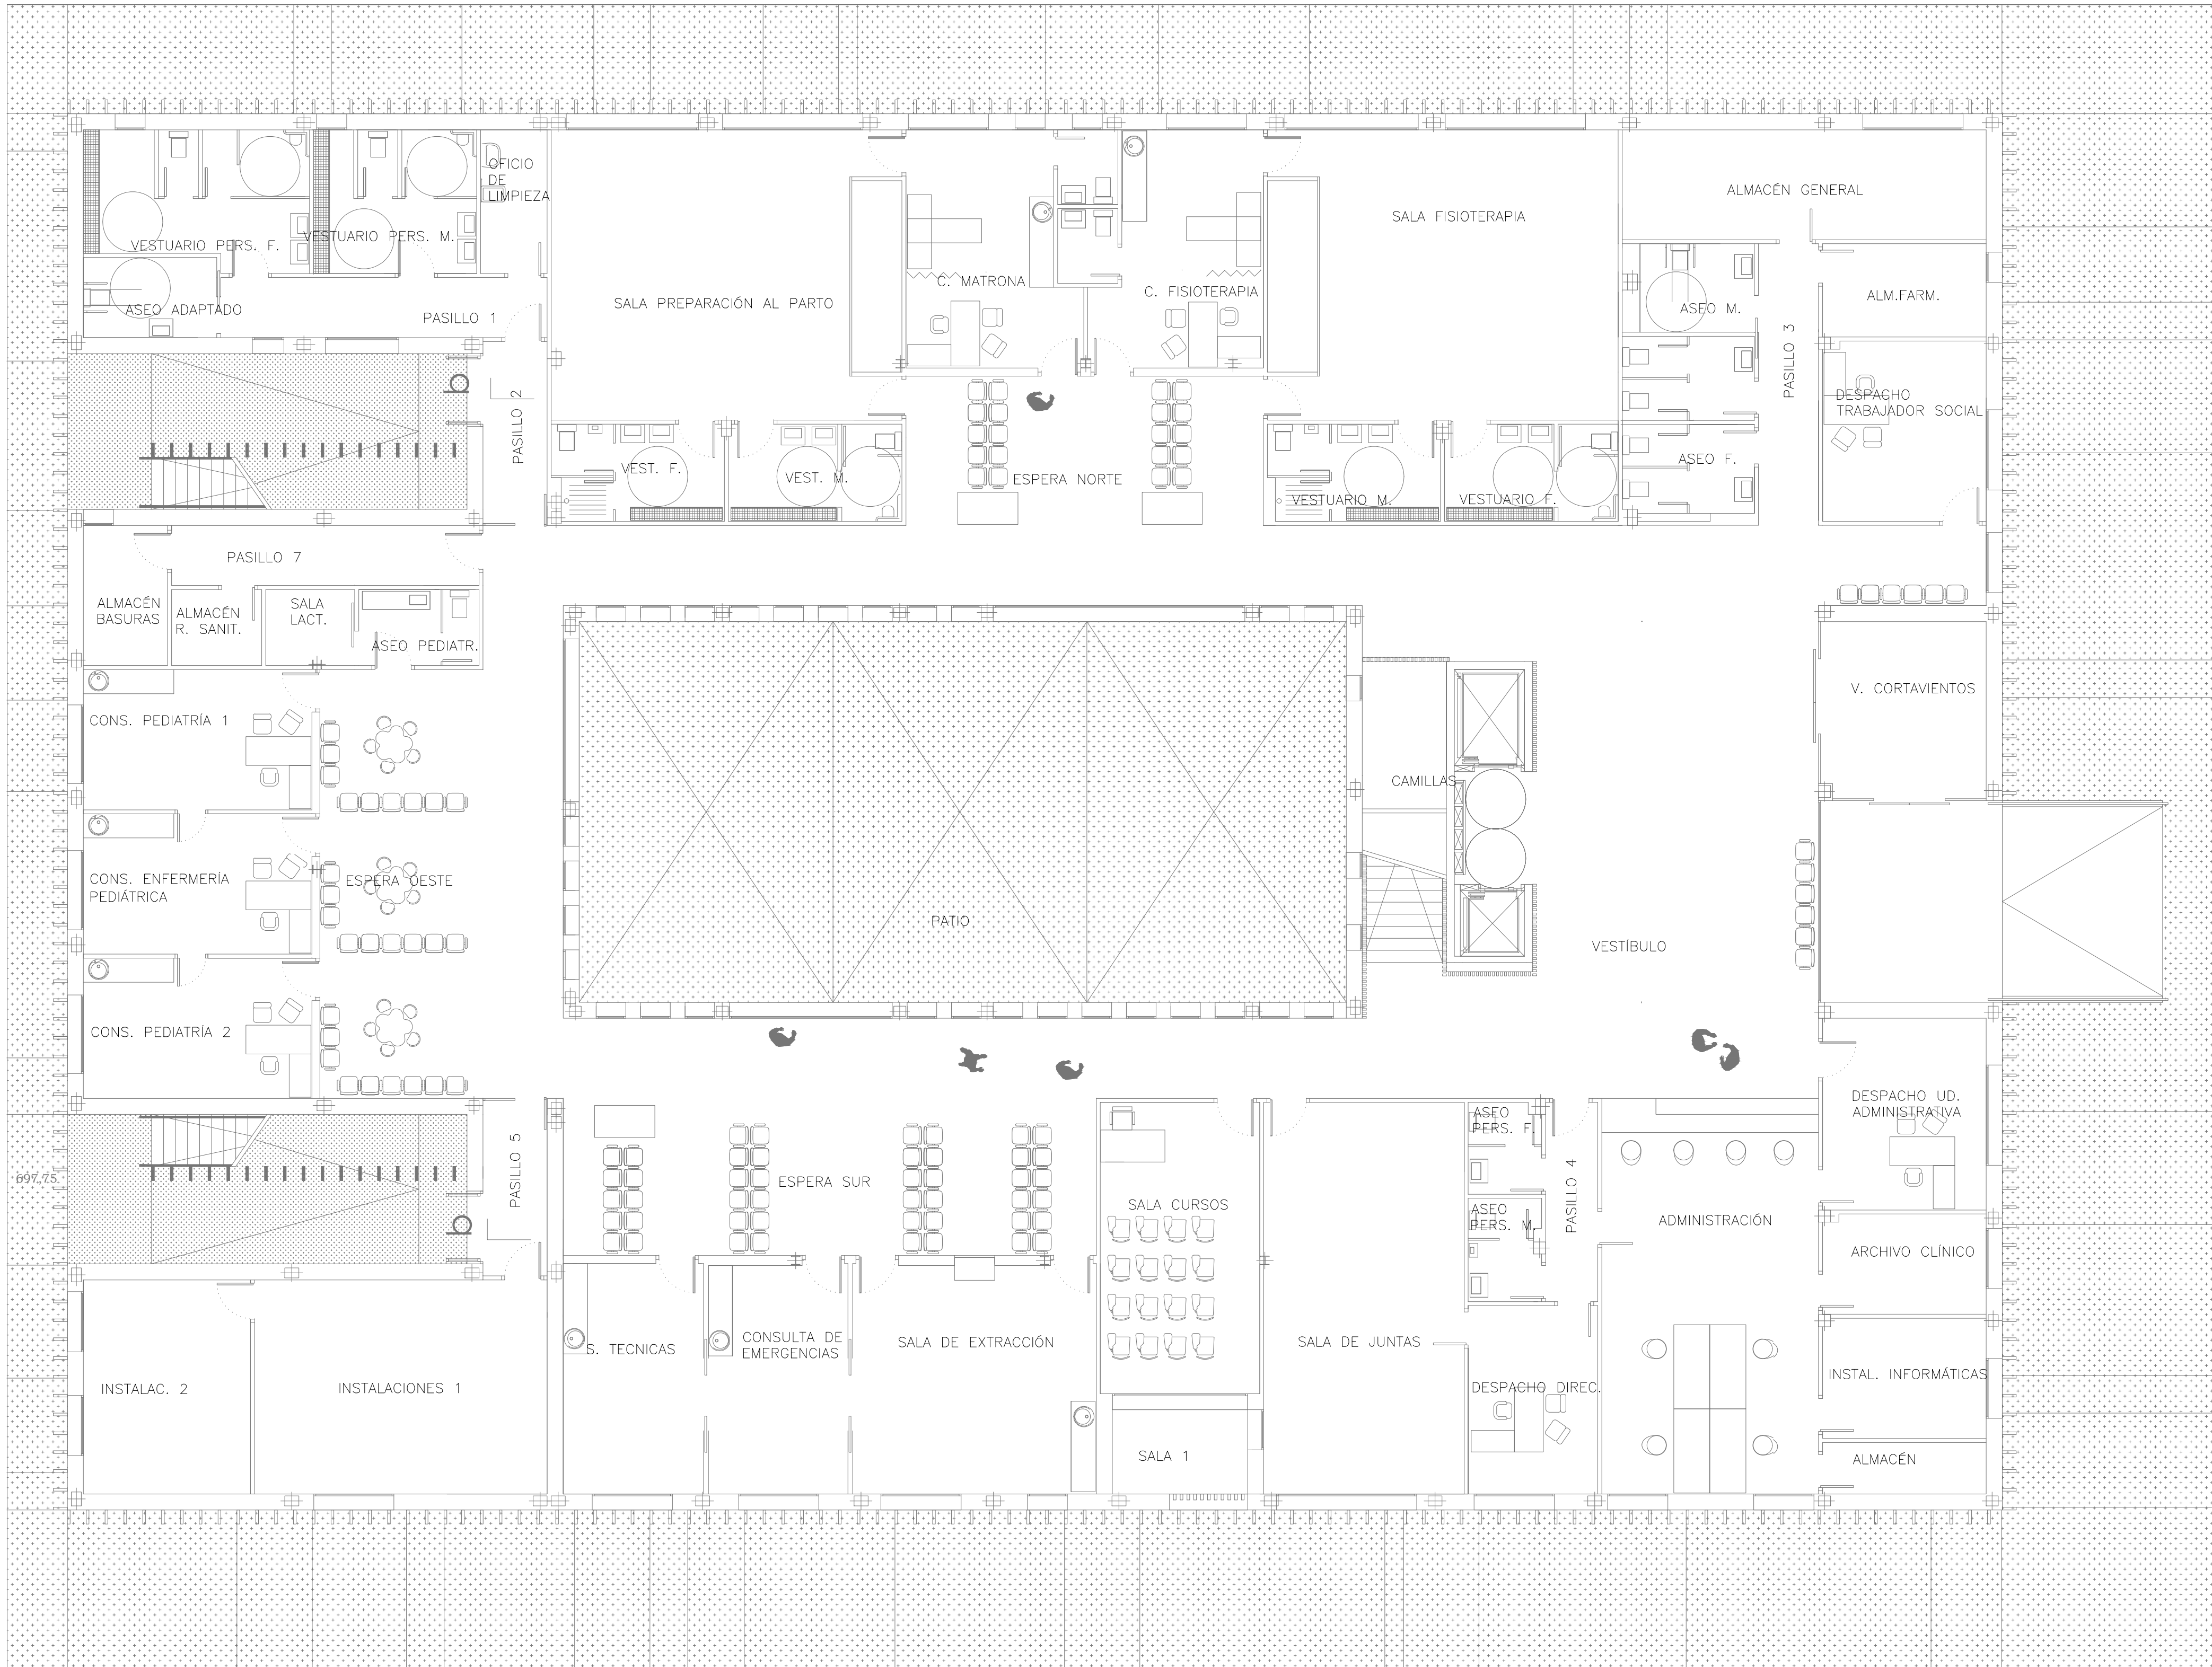 OFICIO
DE
LIMPIEZA
VESTUARIO PERS. F.
VESTUARIO PERS. M.
ASEO ADAPTADO
PASILLO 1
SALA PREPARACIÓN AL PARTO
C. MATRONA
C. FISIOTERAPIA
SALA FISIOTERAPIA
ALMACÉN GENERAL
ALM.FARM.
ASEO M.
PASILLO 3
DESPACHO
TRABAJADOR SOCIAL
ASEO F.
PASILLO 2
VEST. F.
VEST. M.
ESPERA NORTE
VESTUARIO M.
VESTUARIO F.
PASILLO 7
ALMACÉN
BASURAS
ALMACÉN
R. SANIT.
SALA
LACT.
ASEO PEDIATR.
CONS. PEDIATRÍA 1
CONS. ENFERMERÍA
PEDIÁTRICA
ESPERA OESTE
CONS. PEDIATRÍA 2
PATIO
CAMILLAS
VESTÍBULO
V. CORTAVIENTOS
697,75
PASILLO 5
ESPERA SUR
SALA CURSOS
ASEO
PERS. F.
ASEO
PERS. M.
PASILLO 4
ADMINISTRACIÓN
DESPACHO UD.
ADMINISTRATIVA
ARCHIVO CLÍNICO
INSTAL. INFORMÁTICAS
ALMACÉN
INSTALAC. 2
INSTALACIONES 1
S. TECNICAS
CONSULTA DE
EMERGENCIAS
SALA DE EXTRACCIÓN
SALA 1
SALA DE JUNTAS
DESPACHO DIREC.